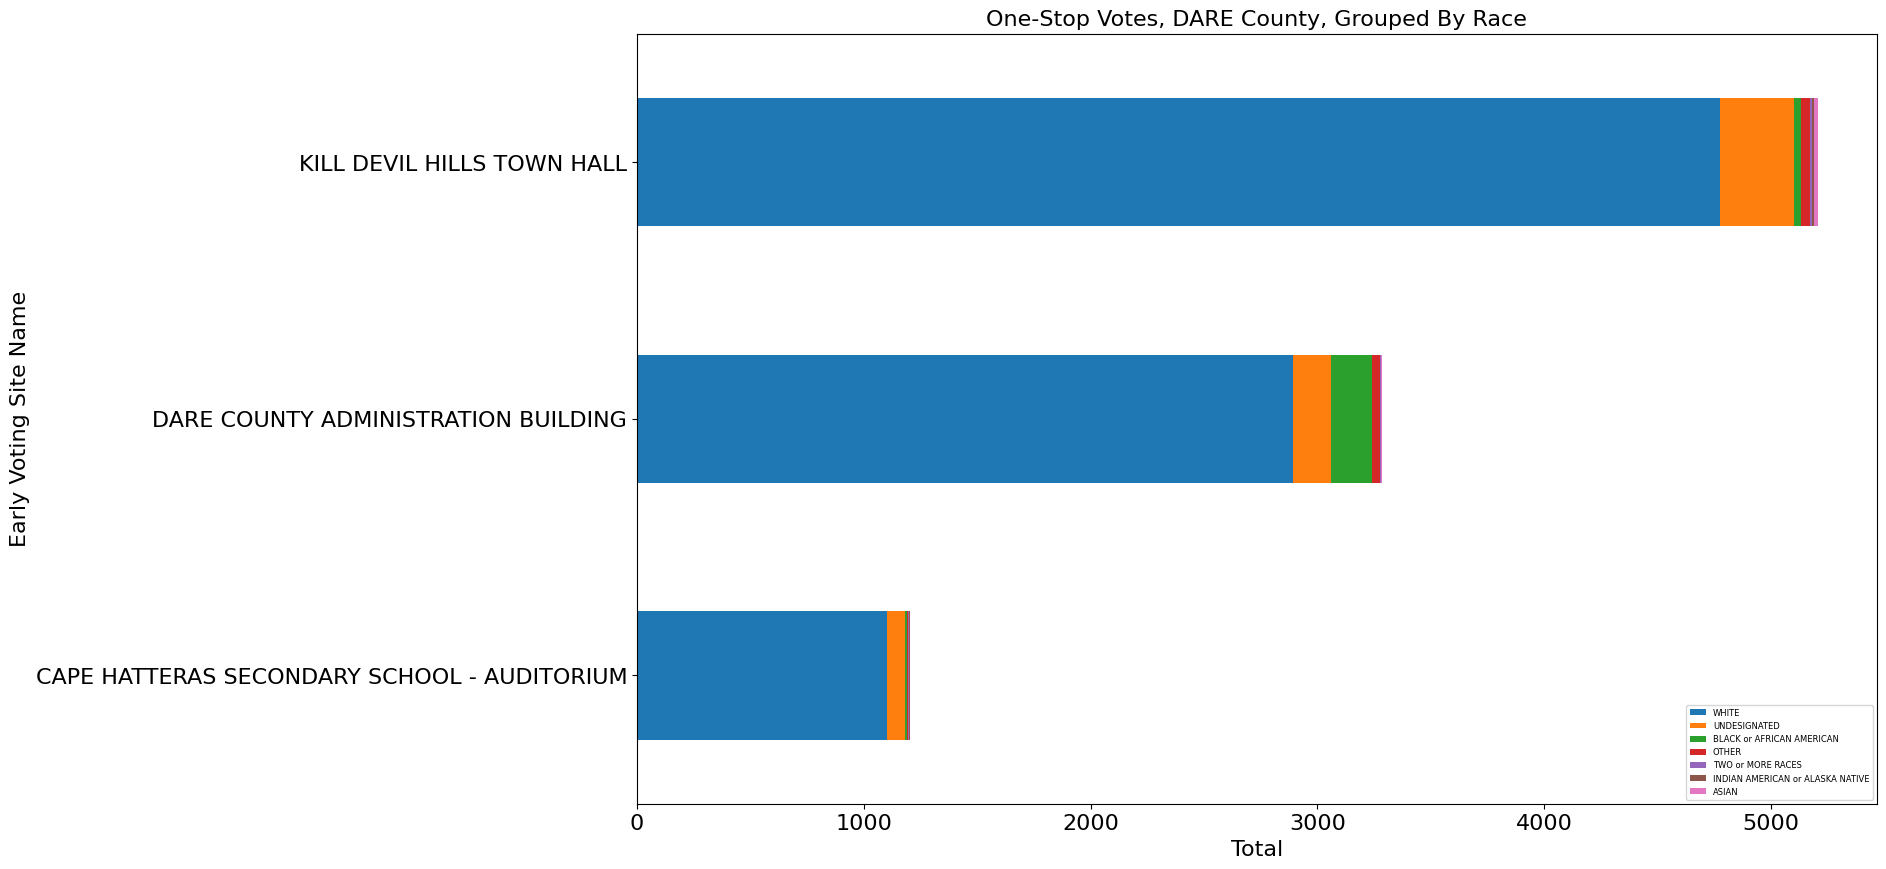 One-Stop Votes, DARE County, Grouped By Race
Early Voting Site Name
KILL DEVIL HILLS TOWN HALL
DARE COUNTY ADMINISTRATION BUILDING
CAPE HATTERAS SECONDARY SCHOOL - AUDITORIUM
WHITE
UNDESIGNATED
BLACK or AFRICAN AMERICAN
OTHER
TWO or MORE RACES
INDIAN AMERICAN or ALASKA NATIVE
ASIAN
0 1000 2000 3000 4000 5000
Total